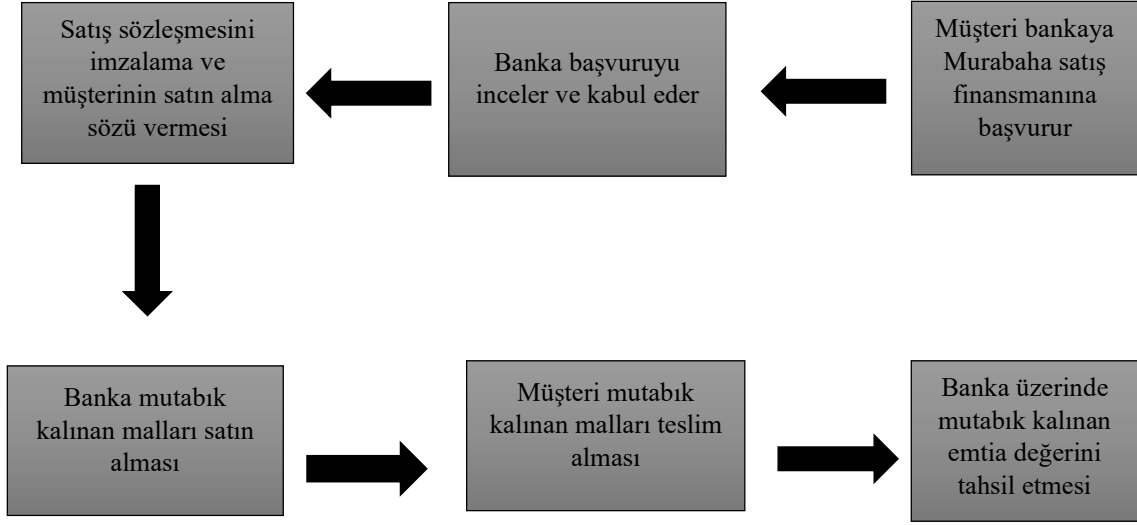 Müşteri bankaya
Murabaha satış
finansmanına
başvurur
Banka başvuruyu
inceler ve kabul eder
Satış sözleşmesini
imzalama ve
müşterinin satın alma
sözü vermesi
Banka mutabık
kalınan malları satın
alması
Müşteri mutabık
kalınan malları teslim
alması
Banka üzerinde
mutabık kalınan
emtia değerini
tahsil etmesi